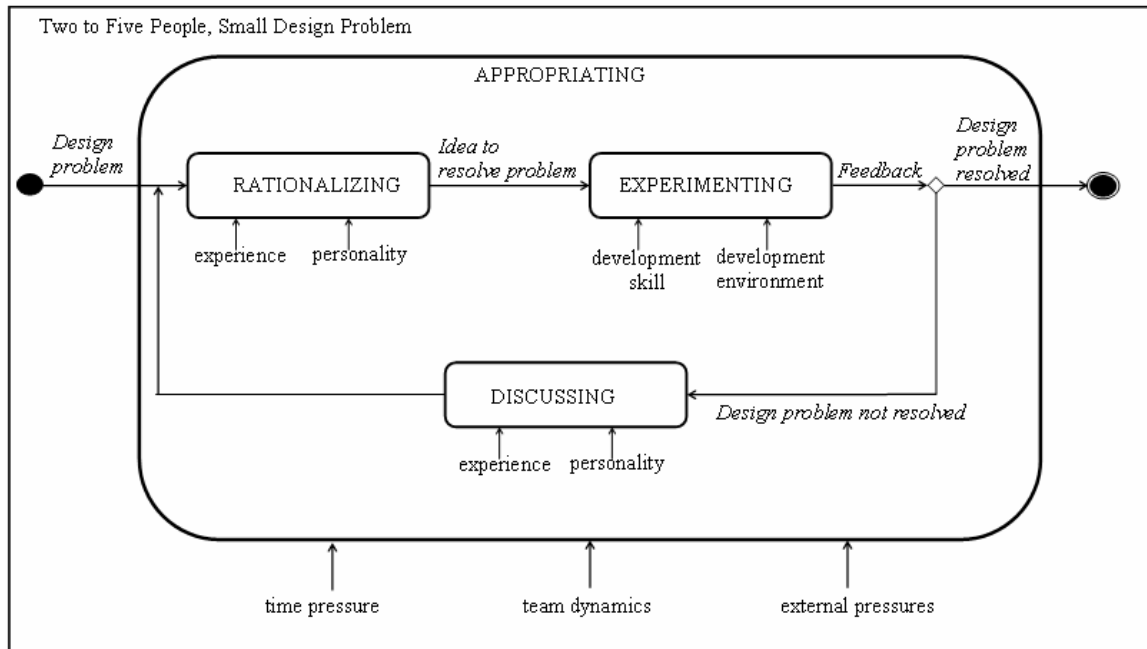 Two to Five People, Small Design Problem
APPROPRIATING
Design
problem
Idea to
resolve problem
Design
problem
resolved
Feedback
RATIONALIZING
EXPERIMENTING
experience
personality
development
skill
development
environment
DISCUSSING
Design problem not resolved
experience
personality
time pressure
team dynamics
external pressures